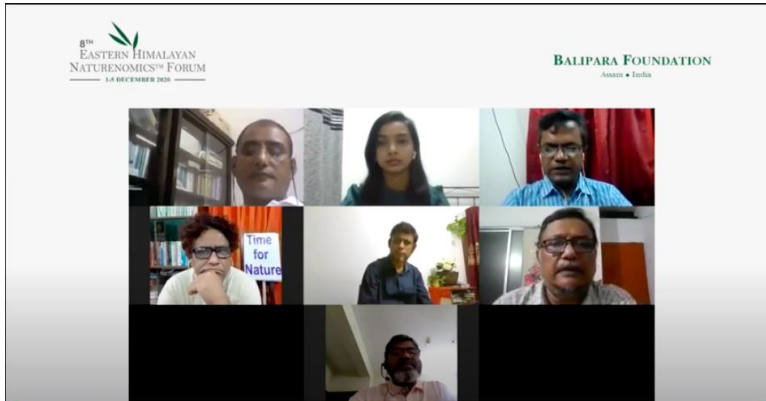 8TH
EASTERN HIMALAYAN
NATURENOMICS™ FORUM
1-5 DECEMBER 2020
BALIPARA FOUNDATION
Assam • India
Time
for
Nature